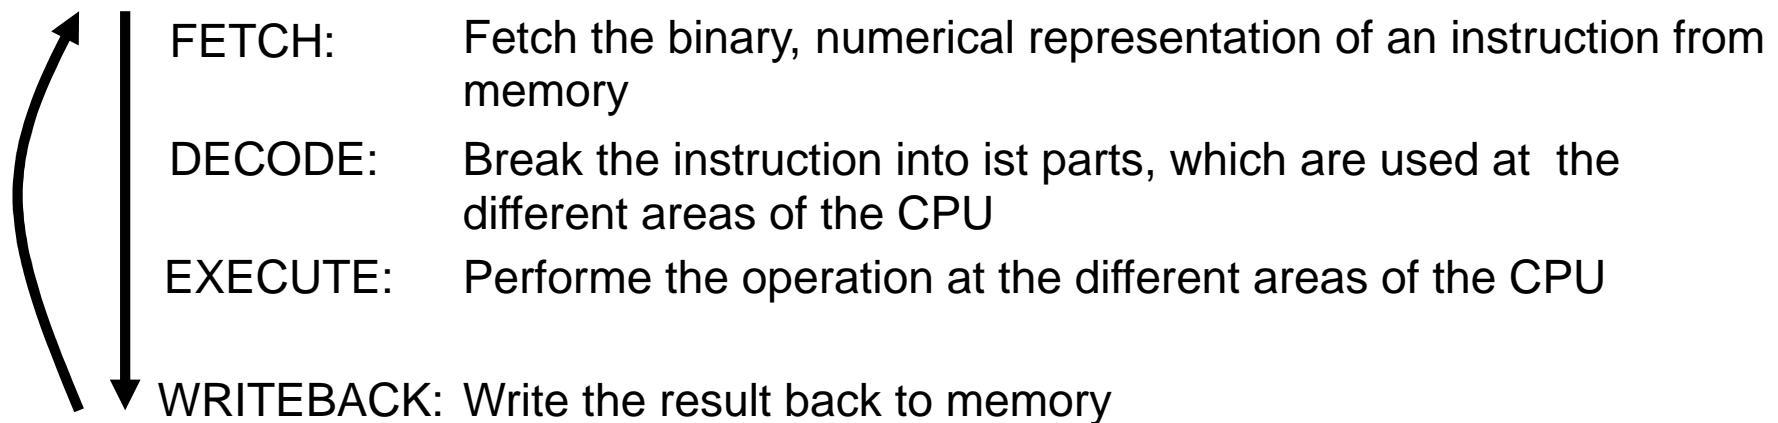 FETCH: Fetch the binary, numerical representation of an instruction from
memory
DECODE: Break the instruction into ist parts, which are used at the
different areas of the CPU
EXECUTE: Performe the operation at the different areas of the CPU
WRITEBACK: Write the result back to memory